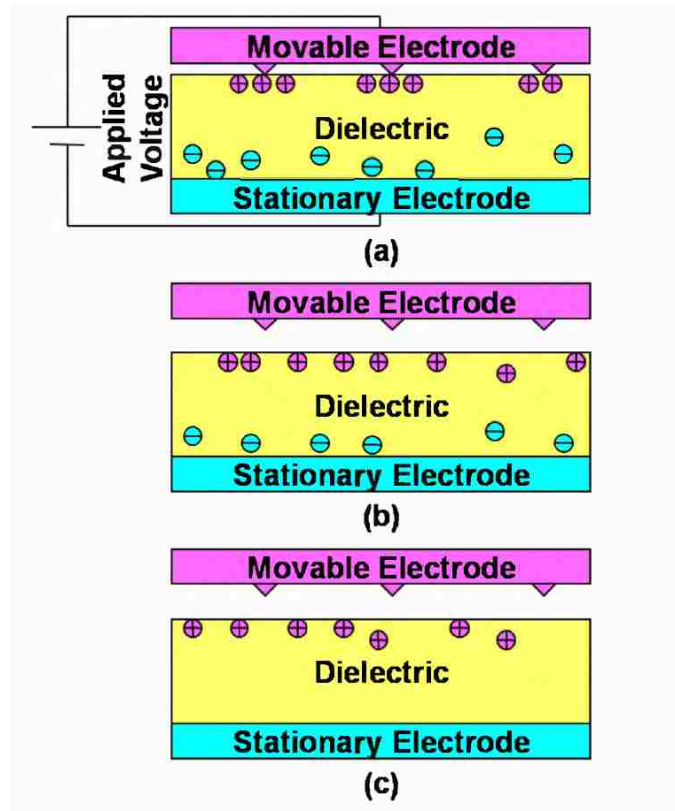 Movable Electrode
Applied
Voltage
Dielectric
Stationary Electrode
(a)
Movable Electrode
Dielectric
Stationary Electrode
(b)
Movable Electrode
Dielectric
Stationary Electrode
(c)